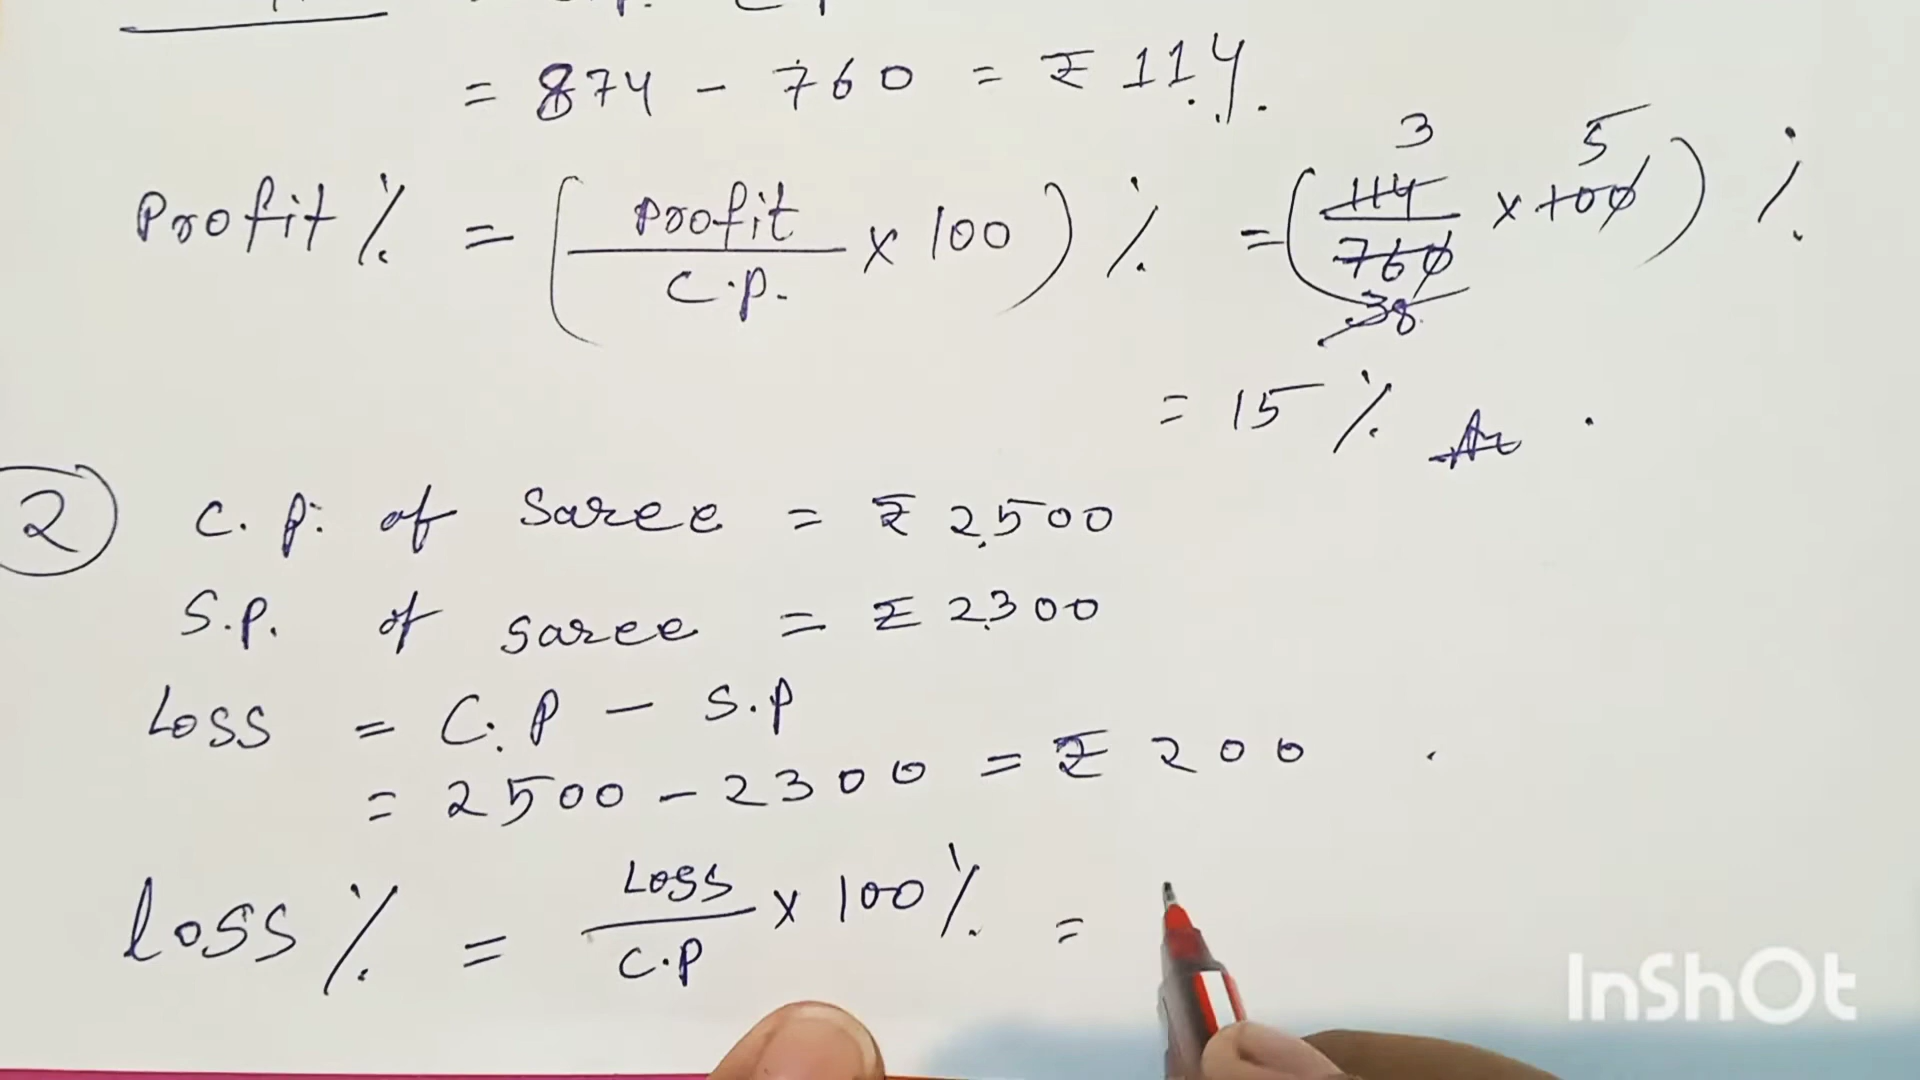 = 874 - 760 = ₹ 114.
Profit % = (Profit / C.P. × 100) % = (114 / 760 × 100) %
3 5
38
= 15 %
2 C.P. of Saree = ₹ 2500
S.P. of saree = ₹ 2300
Loss = C.P - S.P
= 2500 - 2300 = ₹ 200
loss % = Loss / C.P × 100 % =
InShOt